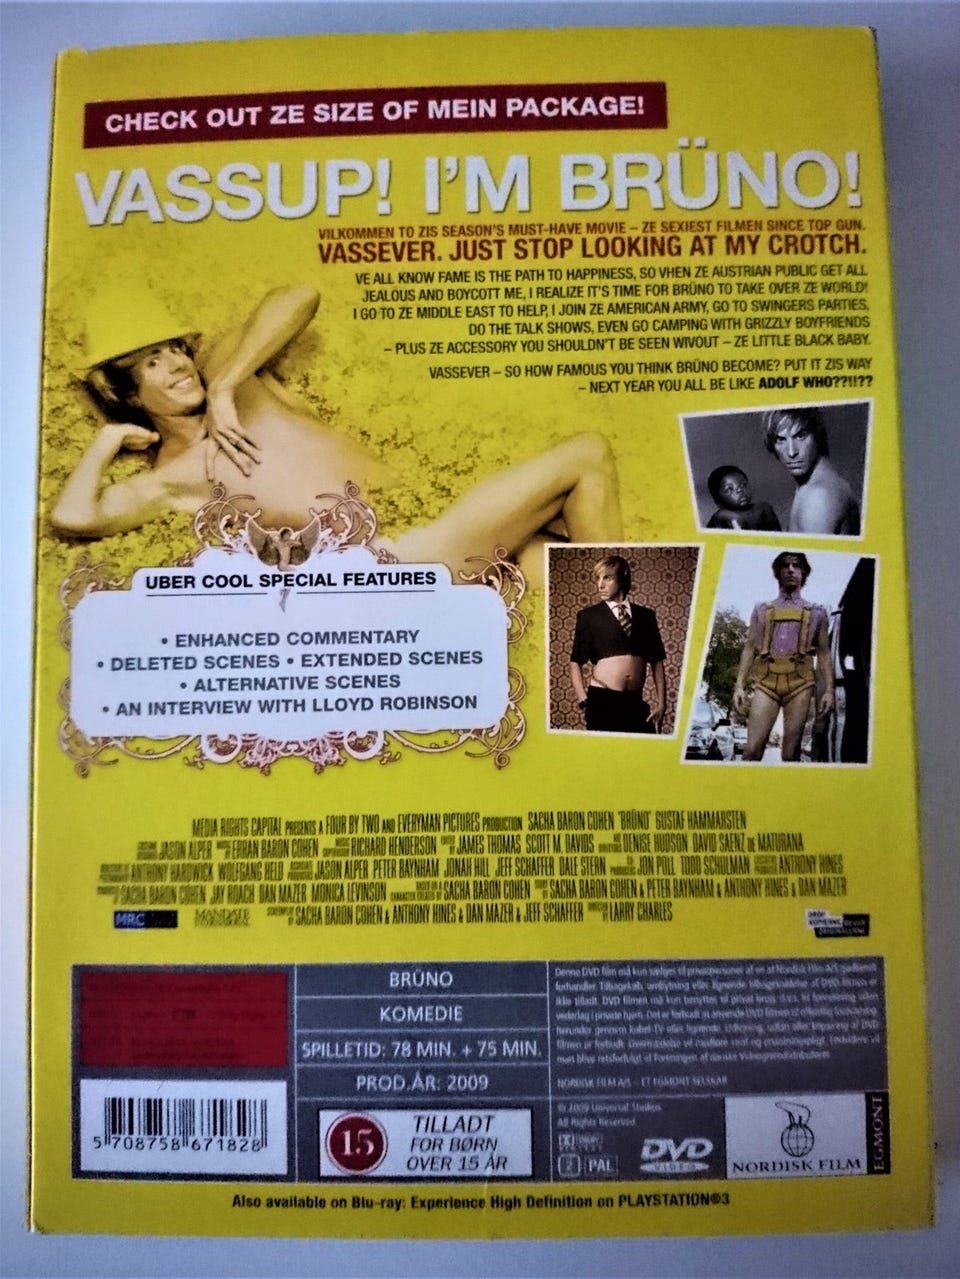 CHECK OUT ZE SIZE OF MEIN PACKAGE!
VASSUP! I'M BRÜNO!
VILKOMMEN TO ZIS SEASON'S MUST-HAVE MOVIE – ZE SEXIEST FILMEN SINCE TOP GUN.
VASSEVER. JUST STOP LOOKING AT MY CROTCH.
VE ALL KNOW FAME IS THE PATH TO HAPPINESS, SO VHEN ZE AUSTRIAN PUBLIC GET ALL
JEALOUS AND BOYCOTT ME, I REALIZE IT'S TIME FOR BRÜNO TO TAKE OVER ZE WORLD!
I GO TO ZE MIDDLE EAST TO HELP, I JOIN ZE AMERICAN ARMY, GO TO SWINGERS PARTIES,
DO THE TALK SHOWS, EVEN GO CAMPING WITH GRIZZLY BOYFRIENDS
– PLUS ZE ACCESSORY YOU SHOULDN'T BE SEEN WIVOUT – ZE LITTLE BLACK BABY.
VASSEVER – SO HOW FAMOUS YOU THINK BRÜNO BECOME? PUT IT ZIS WAY
– NEXT YEAR YOU ALL BE LIKE ADOLF WHO??!!??
UBER COOL SPECIAL FEATURES
• ENHANCED COMMENTARY
• DELETED SCENES • EXTENDED SCENES
• ALTERNATIVE SCENES
• AN INTERVIEW WITH LLOYD ROBINSON
MEDIA RIGHTS CAPITAL PRESENTS A FOUR BY TWO AND EVERYMAN PICTURES PRODUCTION SACHA BARON COHEN "BRÜNO" GUSTAF HAMMARSTEN
JASON ALPER ERRAN BARON COHEN RICHARD HENDERSON JAMES THOMAS SCOTT M. DAVIDS DENISE HUDSON DAVID SAENZ DE MATURANA
ANTHONY HARDWICK WOLFGANG HELD JASON ALPER PETER BAYNHAM JONAH HILL JEFF SCHAFFER DALE STERN JON POLL TODD SCHULMAN ANTHONY HINES
SACHA BARON COHEN JAY ROACH DAN MAZER MONICA LEVINSON SACHA BARON COHEN SACHA BARON COHEN & PETER BAYNHAM & ANTHONY HINES & DAN MAZER
SACHA BARON COHEN & ANTHONY HINES & DAN MAZER & JEFF SCHAFFER LARRY CHARLES
MRC
MANDATE
BRÜNO
KOMEDIE
SPILLETID: 78 MIN. + 75 MIN.
PROD.ÅR: 2009
15
TILLADT
FOR BØRN
OVER 15 ÅR
5 708758 671828
NORDISK FILM A/S – ET EGMONT SELSKAB
© 2009 Universal Studios
All Rights Reserved
2 PAL
DVD
VIDEO
NORDISK FILM
EGMONT
Also available on Blu-ray: Experience High Definition on PLAYSTATION®3